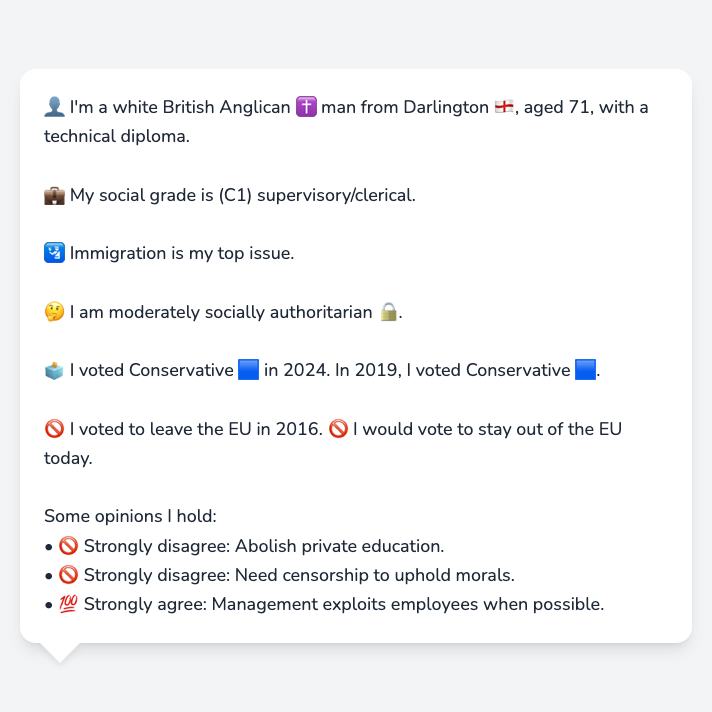 👤 I'm a white British Anglican ✝️ man from Darlington 🏴󠁧󠁢󠁥󠁮󠁧󠁿, aged 71, with a
technical diploma.
💼 My social grade is (C1) supervisory/clerical.
🛂 Immigration is my top issue.
🤔 I am moderately socially authoritarian 🔒.
🗳️ I voted Conservative 🟦 in 2024. In 2019, I voted Conservative 🟦.
🚫 I voted to leave the EU in 2016. 🚫 I would vote to stay out of the EU
today.
Some opinions I hold:
• 🚫 Strongly disagree: Abolish private education.
• 🚫 Strongly disagree: Need censorship to uphold morals.
• 💯 Strongly agree: Management exploits employees when possible.